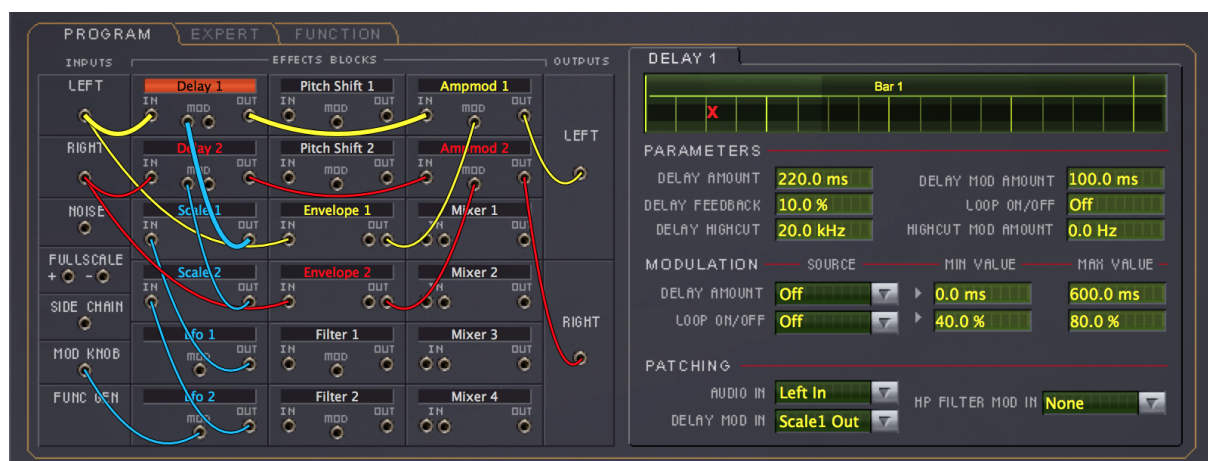 PROGRAM EXPERT FUNCTION
INPUTS EFFECTS BLOCKS OUTPUTS
LEFT Delay 1 Pitch Shift 1 Ampmod 1
IN MOD OUT IN MOD OUT IN MOD OUT
LEFT
RIGHT Delay 2 Pitch Shift 2 Ampmod 2
IN MOD OUT IN MOD OUT IN MOD OUT
NOISE Scale 1 Envelope 1 Mixer 1
IN OUT IN OUT IN OUT
FULLSCALE
+ -
Scale 2 Envelope 2 Mixer 2
IN OUT IN OUT IN OUT
SIDE CHAIN
RIGHT
Lfo 1 Filter 1 Mixer 3
MOD OUT IN MOD OUT IN OUT
MOD KNOB
FUNC GEN Lfo 2 Filter 2 Mixer 4
MOD OUT IN MOD OUT IN OUT
DELAY 1
Bar 1
X
PARAMETERS
DELAY AMOUNT 220.0 ms DELAY MOD AMOUNT 100.0 ms
DELAY FEEDBACK 10.0 % LOOP ON/OFF Off
DELAY HIGHCUT 20.0 kHz HIGHCUT MOD AMOUNT 0.0 Hz
MODULATION SOURCE MIN VALUE MAX VALUE
DELAY AMOUNT Off 0.0 ms 600.0 ms
LOOP ON/OFF Off 40.0 % 80.0 %
PATCHING
AUDIO IN Left In HP FILTER MOD IN None
DELAY MOD IN Scale1 Out